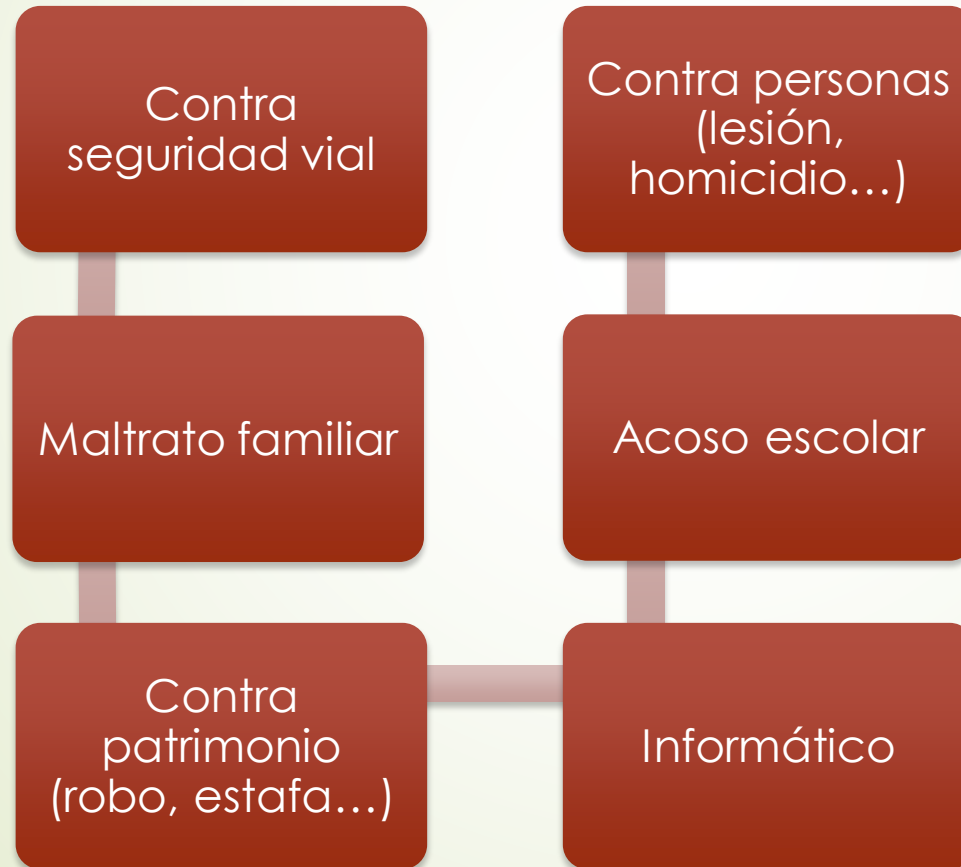 Contra
seguridad vial
Maltrato familiar
Contra
patrimonio
(robo, estafa…)
Informático
Acoso escolar
Contra personas
(lesión,
homicidio…)